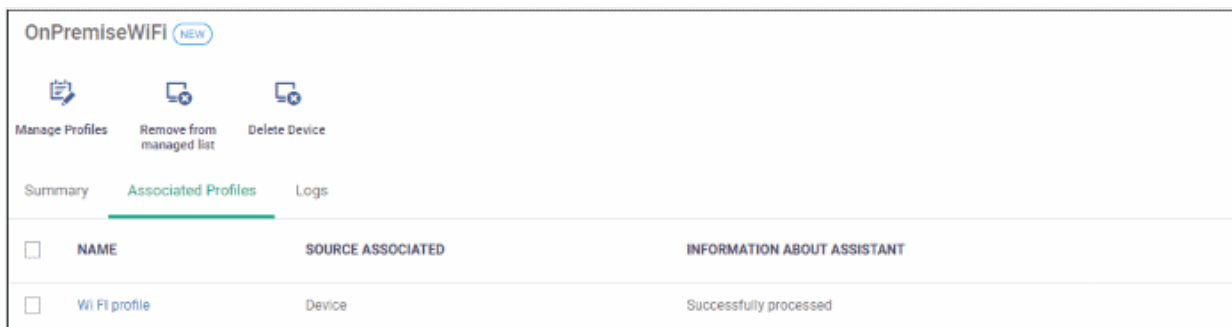 OnPremiseWiFi NEW
Manage Profiles
Remove from
managed list
Delete Device
Summary Associated Profiles Logs
NAME SOURCE ASSOCIATED INFORMATION ABOUT ASSISTANT
Wi FI profile Device Successfully processed